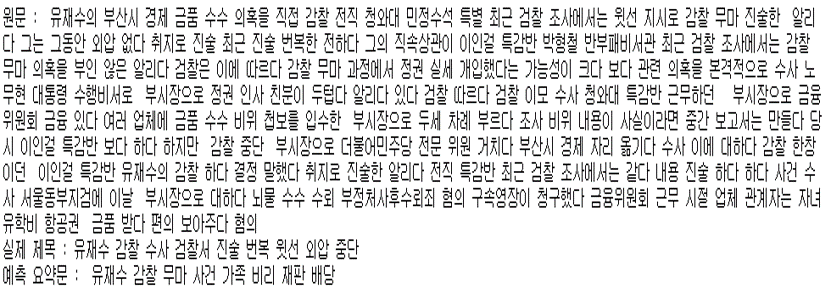 원문 :  유재수의 부산시 경제 금품 수수 의혹을 직접 감찰 전직 청와대 민정수석 특별 최근 검찰 조사에서는 윗선 지시로 감찰 무마 진술한  알리
다 그는 그동안 외압 없다 취지로 진술 최근 진술 번복한 전하다 그의 직속상관이 이인걸 특감반 박형철 반부패비서관 최근 검찰 조사에서는 감찰
무마 의혹을 부인 않은 알리다 검찰은 이에 따르다 감찰 무마 과정에서 정권 실세 개입했다는 가능성이 크다 보다 관련 의혹을 본격적으로 수사 노
무현 대통령 수행비서로  부시장으로 정권 인사 친분이 두텁다 알리다 있다 검찰 따르다 검찰 이모 수사 청와대 특감반 근무하던  부시장으로 금융
위원회 금융 있다 여러 업체에 금품 수수 비위 첩보를 입수한  부시장으로 두세 차례 부르다 조사 비위 내용이 사실이라면 중간 보고서는 만들다 당
시 이인걸 특감반 보다 하다 하지만  감찰 중단  부시장으로 더불어민주당 전문 위원 거치다 부산시 경제 자리 옮기다 수사 이에 대하다 감찰 한창
이던  이인걸 특감반 유재수의 감찰 하다 결정 말했다 취지로 진술한 알리다 전직 특감반 최근 검찰 조사에서는 같다 내용 진술 하다 하다 사건 수
사 서울동부지검에 이날  부시장으로 대하다 뇌물 수수 수뢰 부정처사후수뢰죄 혐의 구속영장이 청구했다 금융위원회 근무 시절 업체 관계자는 자녀
유학비 항공권  금품 받다 편의 보아주다 혐의
실제 제목 : 유재수 감찰 수사 검찰서 진술 번복 윗선 외압 중단
예측 요약문 :  유재수 감찰 무마 사건 가족 비리 재판 배당